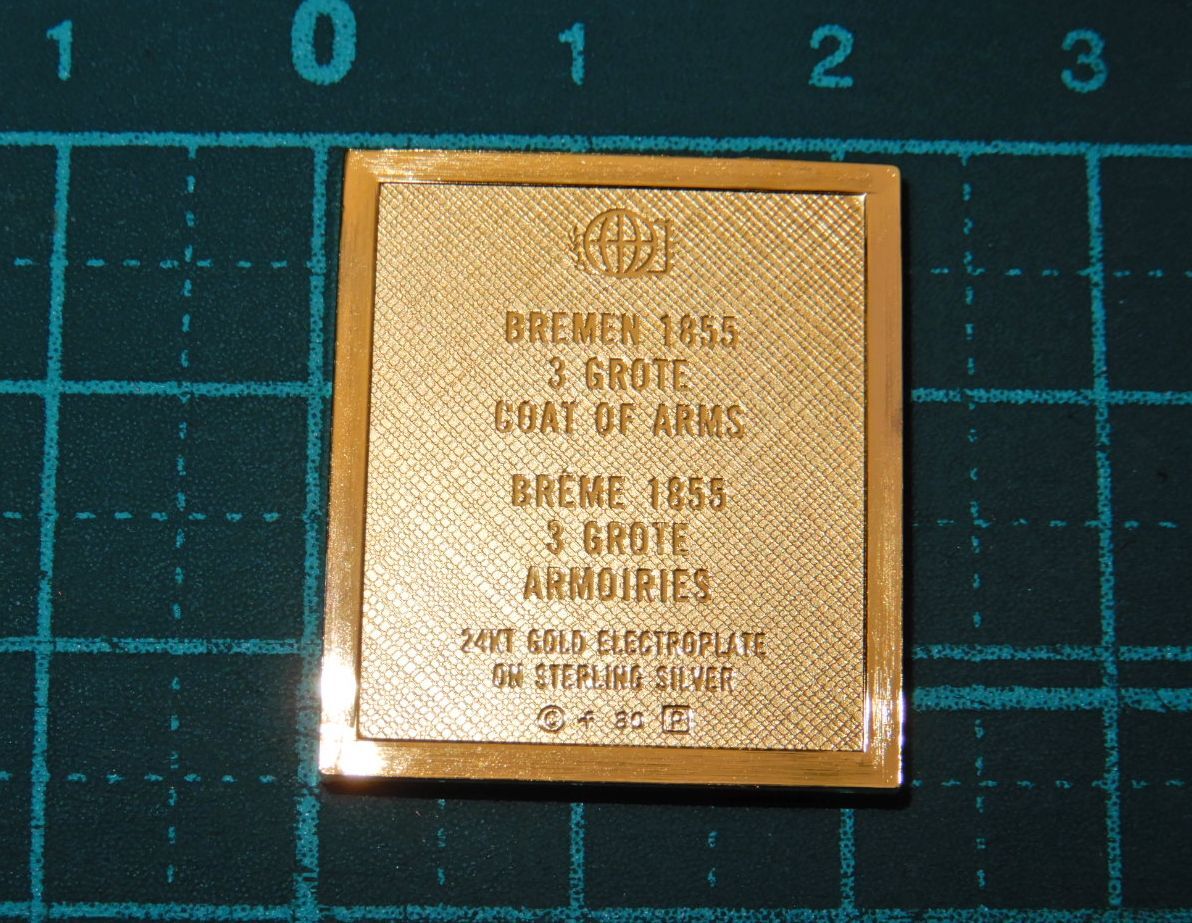 1 0 1 2 3
BREMEN 1855
3 GROTE
COAT OF ARMS
BRÊME 1855
3 GROTE
ARMOIRIES
24KT GOLD ELECTROPLATE
ON STERLING SILVER
© 80 P